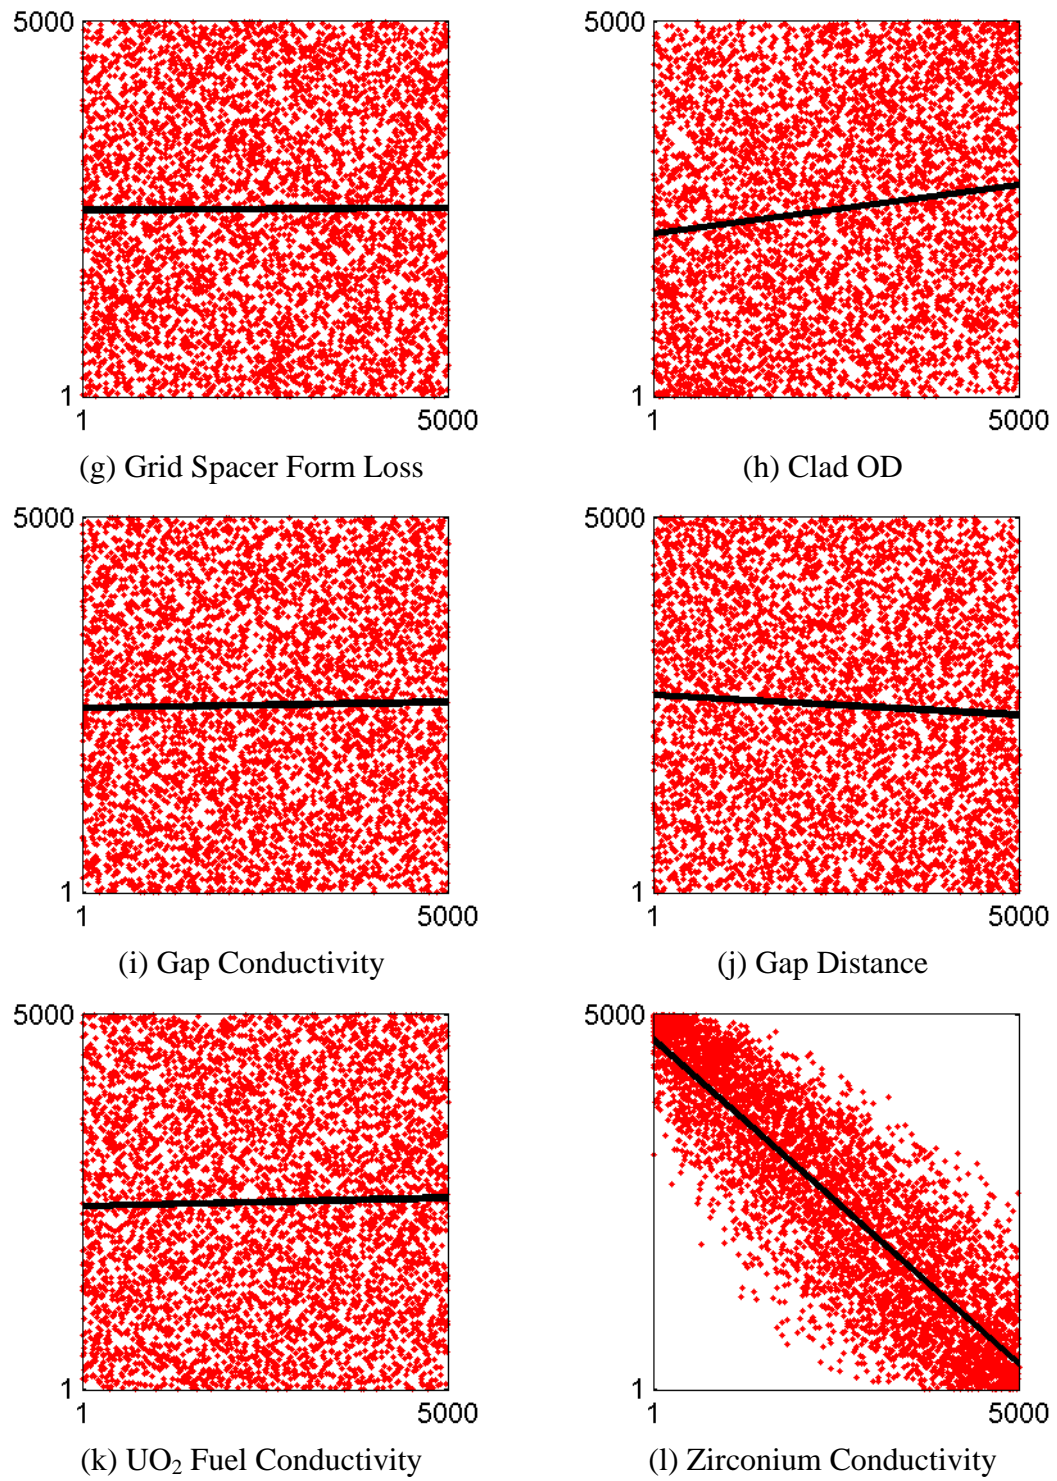 5000 5000
1 1
1 5000 1 5000
(g) Grid Spacer Form Loss (h) Clad OD
5000 5000
1 1
1 5000 1 5000
(i) Gap Conductivity (j) Gap Distance
5000 5000
1 1
1 5000 1 5000
(k) UO₂ Fuel Conductivity (l) Zirconium Conductivity